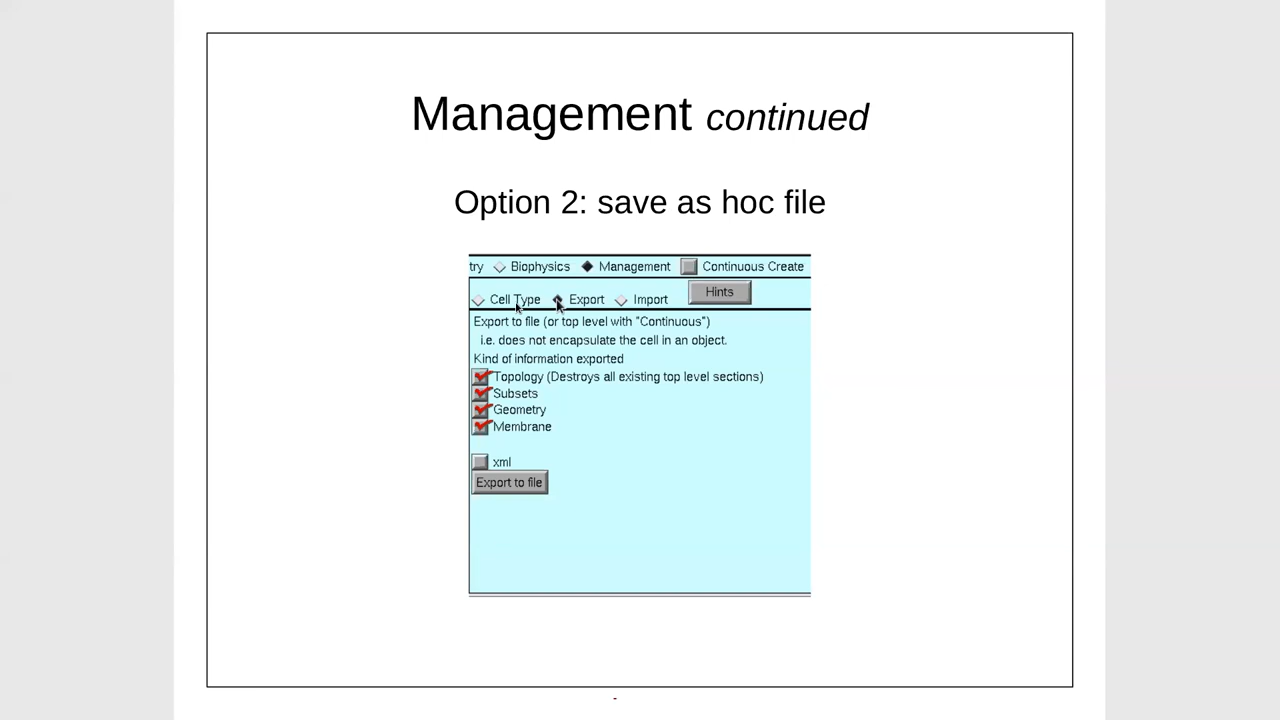 Management continued
Option 2: save as hoc file
try Biophysics Management Continuous Create
Cell Type Export Import Hints
Export to file (or top level with "Continuous")
i.e. does not encapsulate the cell in an object.
Kind of information exported
Topology (Destroys all existing top level sections)
Subsets
Geometry
Membrane
xml
Export to file
-